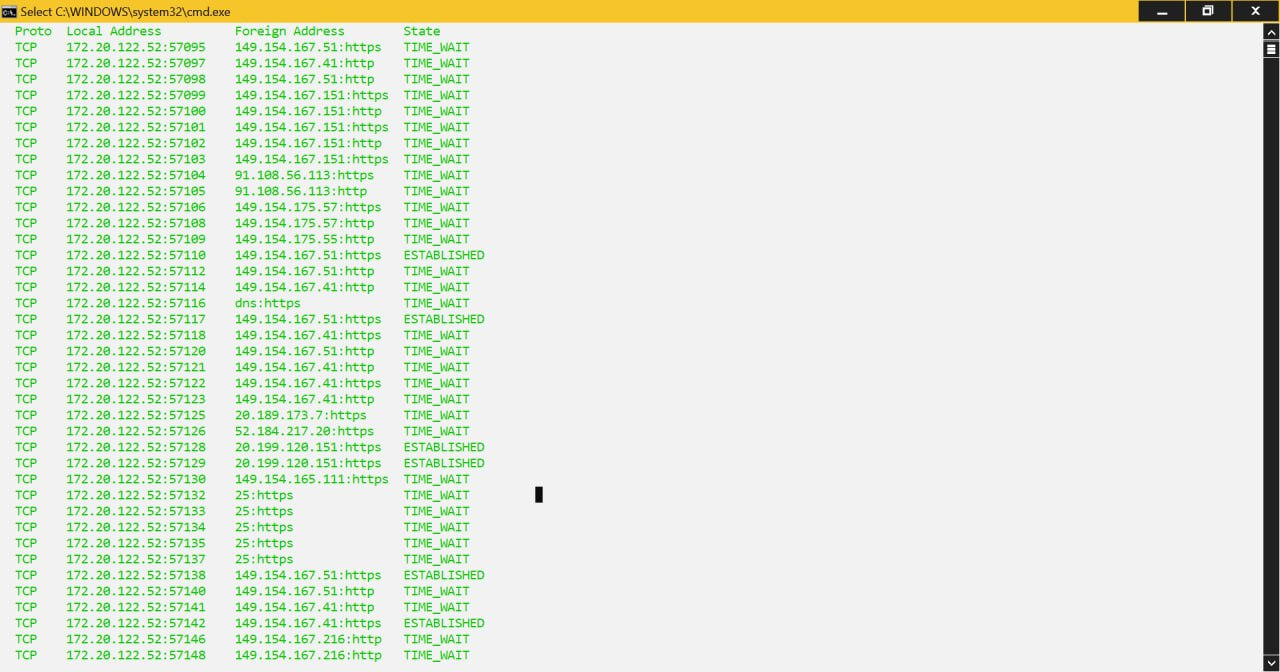 Select C:\WINDOWS\system32\cmd.exe
Proto  Local Address          Foreign Address        State
TCP    172.20.122.52:57095    149.154.167.51:https   TIME_WAIT
TCP    172.20.122.52:57097    149.154.167.41:http    TIME_WAIT
TCP    172.20.122.52:57098    149.154.167.51:http    TIME_WAIT
TCP    172.20.122.52:57099    149.154.167.151:https  TIME_WAIT
TCP    172.20.122.52:57100    149.154.167.151:http   TIME_WAIT
TCP    172.20.122.52:57101    149.154.167.151:https  TIME_WAIT
TCP    172.20.122.52:57102    149.154.167.151:http   TIME_WAIT
TCP    172.20.122.52:57103    149.154.167.151:https  TIME_WAIT
TCP    172.20.122.52:57104    91.108.56.113:https    TIME_WAIT
TCP    172.20.122.52:57105    91.108.56.113:http     TIME_WAIT
TCP    172.20.122.52:57106    149.154.175.57:https   TIME_WAIT
TCP    172.20.122.52:57108    149.154.175.57:http    TIME_WAIT
TCP    172.20.122.52:57109    149.154.175.55:http    TIME_WAIT
TCP    172.20.122.52:57110    149.154.167.51:https   ESTABLISHED
TCP    172.20.122.52:57112    149.154.167.51:http    TIME_WAIT
TCP    172.20.122.52:57114    149.154.167.41:http    TIME_WAIT
TCP    172.20.122.52:57116    dns:https              TIME_WAIT
TCP    172.20.122.52:57117    149.154.167.51:https   ESTABLISHED
TCP    172.20.122.52:57118    149.154.167.41:https   TIME_WAIT
TCP    172.20.122.52:57120    149.154.167.51:http    TIME_WAIT
TCP    172.20.122.52:57121    149.154.167.41:http    TIME_WAIT
TCP    172.20.122.52:57122    149.154.167.41:https   TIME_WAIT
TCP    172.20.122.52:57123    149.154.167.41:http    TIME_WAIT
TCP    172.20.122.52:57125    20.189.173.7:https     TIME_WAIT
TCP    172.20.122.52:57126    52.184.217.20:https    TIME_WAIT
TCP    172.20.122.52:57128    20.199.120.151:https   ESTABLISHED
TCP    172.20.122.52:57129    20.199.120.151:https   ESTABLISHED
TCP    172.20.122.52:57130    149.154.165.111:https  TIME_WAIT
TCP    172.20.122.52:57132    25:https               TIME_WAIT
TCP    172.20.122.52:57133    25:https               TIME_WAIT
TCP    172.20.122.52:57134    25:https               TIME_WAIT
TCP    172.20.122.52:57135    25:https               TIME_WAIT
TCP    172.20.122.52:57137    25:https               TIME_WAIT
TCP    172.20.122.52:57138    149.154.167.51:https   ESTABLISHED
TCP    172.20.122.52:57140    149.154.167.51:http    TIME_WAIT
TCP    172.20.122.52:57141    149.154.167.41:http    TIME_WAIT
TCP    172.20.122.52:57142    149.154.167.41:https   ESTABLISHED
TCP    172.20.122.52:57146    149.154.167.216:http   TIME_WAIT
TCP    172.20.122.52:57148    149.154.167.216:http   TIME_WAIT